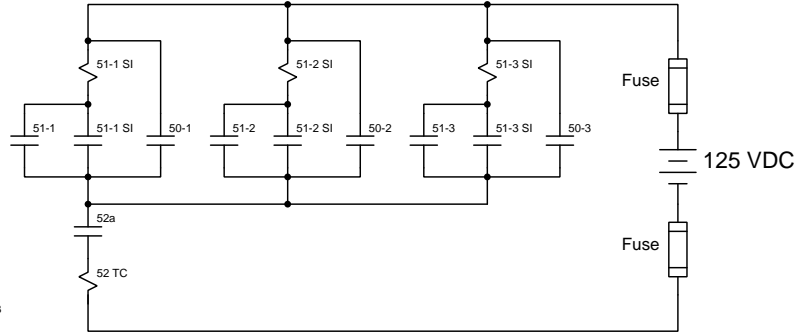 51-1 SI 51-2 SI 51-3 SI
Fuse
51-1 51-1 SI 50-1 51-2 51-2 SI 50-2 51-3 51-3 SI 50-3
125 VDC
52a
Fuse
52 TC